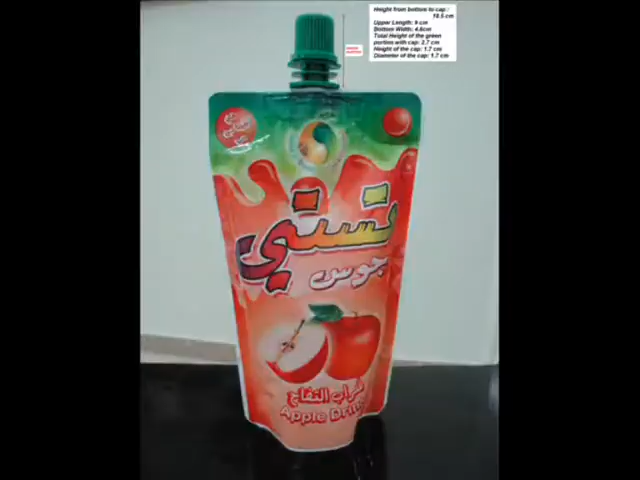 Height from bottom to cap :
18.5 cm
Upper Length: 9 cm
Bottom Width: 4.6cm
Total Height of the green
portion with cap: 2.7 cm
Height of the cap: 1.7 cm
Diameter of the cap: 1.7 cm
تستي
جوس
شراب التفاح
Apple Drink